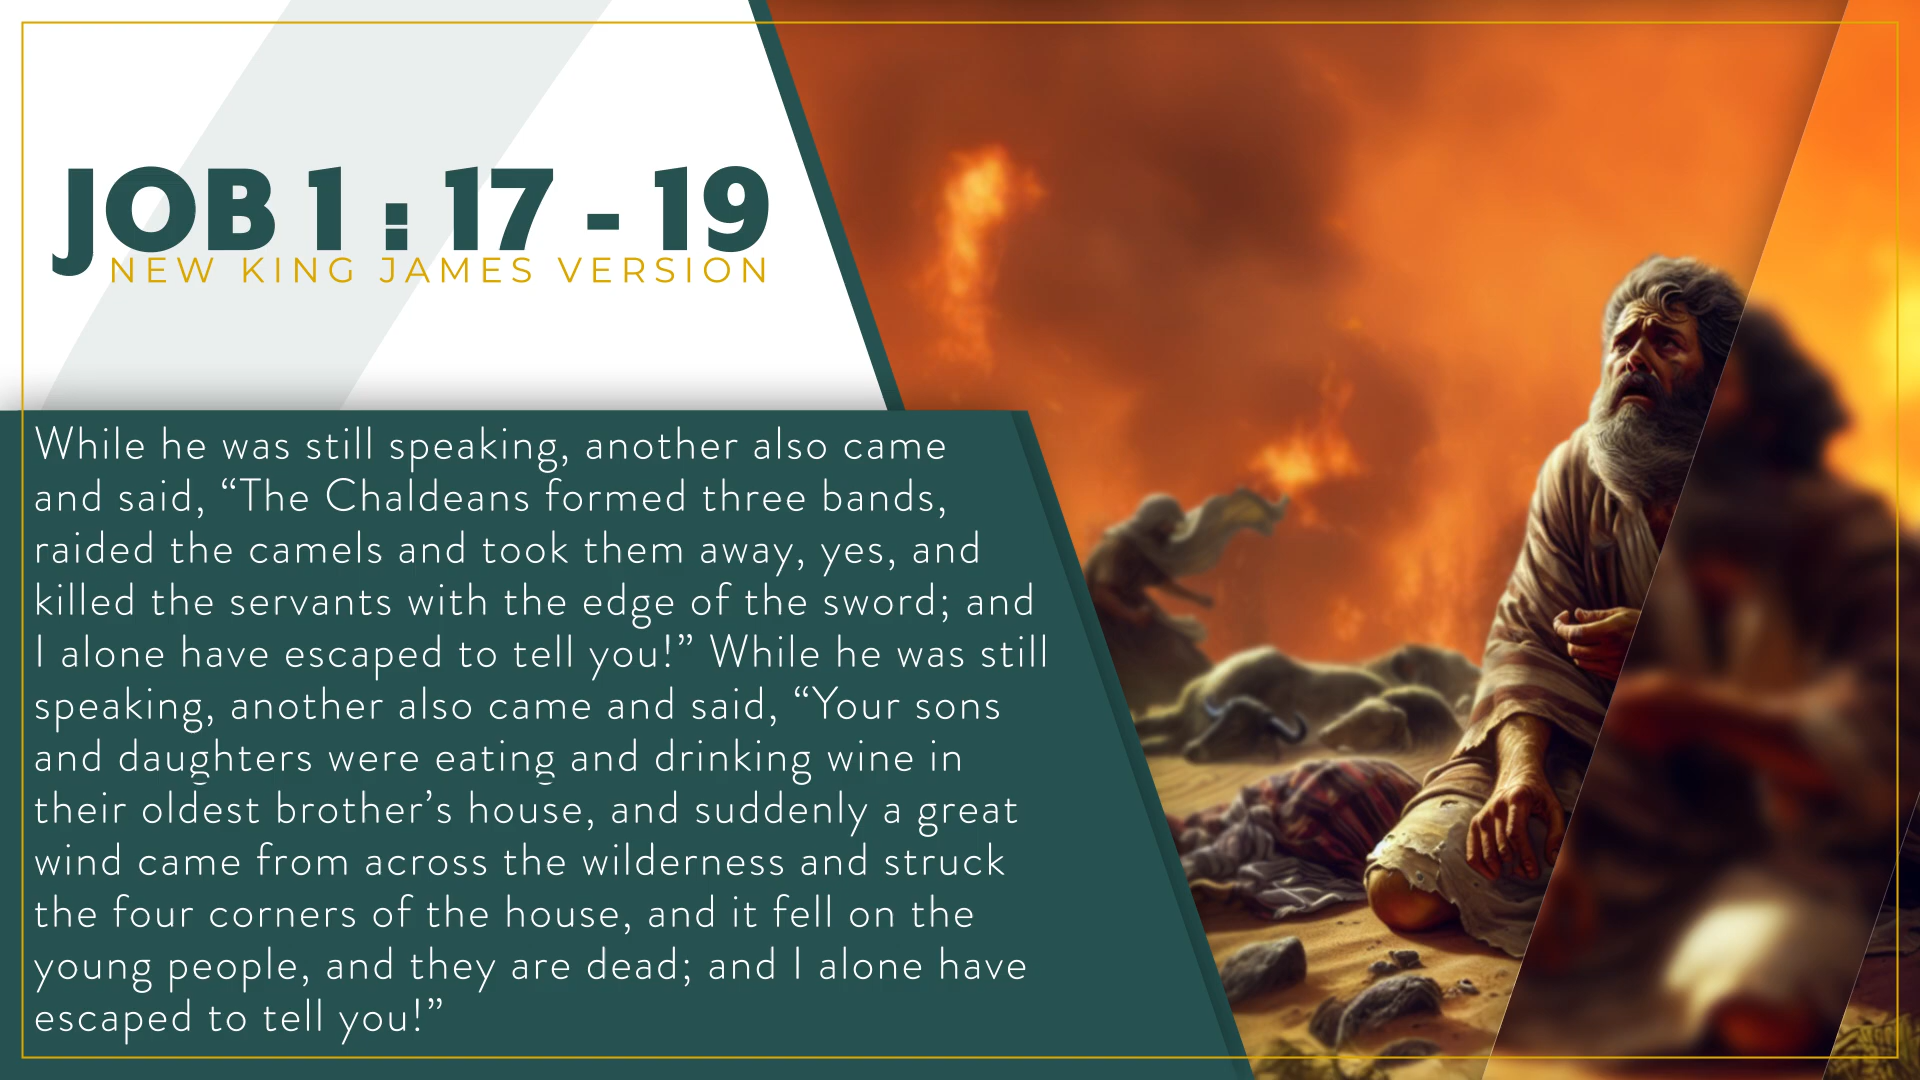 JOB 1 : 17 - 19
NEW KING JAMES VERSION
While he was still speaking, another also came
and said, “The Chaldeans formed three bands,
raided the camels and took them away, yes, and
killed the servants with the edge of the sword; and
I alone have escaped to tell you!” While he was still
speaking, another also came and said, “Your sons
and daughters were eating and drinking wine in
their oldest brother’s house, and suddenly a great
wind came from across the wilderness and struck
the four corners of the house, and it fell on the
young people, and they are dead; and I alone have
escaped to tell you!”